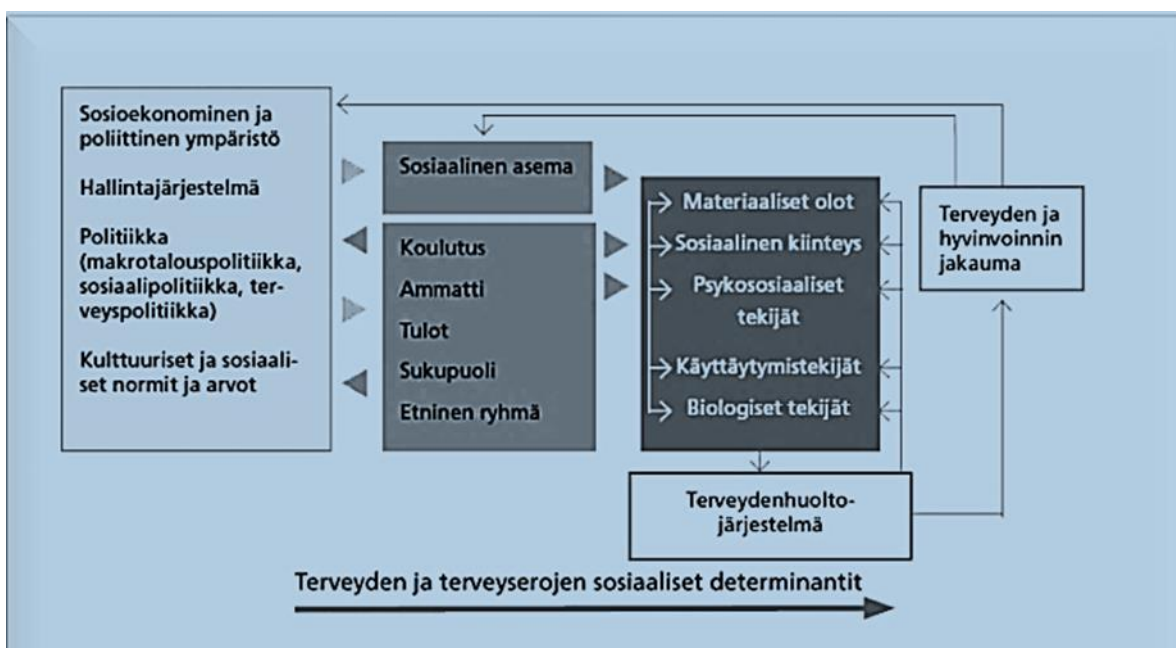 Sosioekonominen ja
poliittinen ympäristö
Hallintajärjestelmä
Politiikka
(makrotalouspolitiikka,
sosiaalipolitiikka, ter-
veyspolitiikka)
Kulttuuriset ja sosiaali-
set normit ja arvot
Sosiaalinen asema
Koulutus
Ammatti
Tulot
Sukupuoli
Etninen ryhmä
Materiaaliset olot
Sosiaalinen kiinteys
Psykososiaaliset
tekijät
Käyttäytymistekijät
Biologiset tekijät
Terveyden ja
hyvinvoinnin
jakauma
Terveydenhuolto-
järjestelmä
Terveyden ja terveyserojen sosiaaliset determinantit